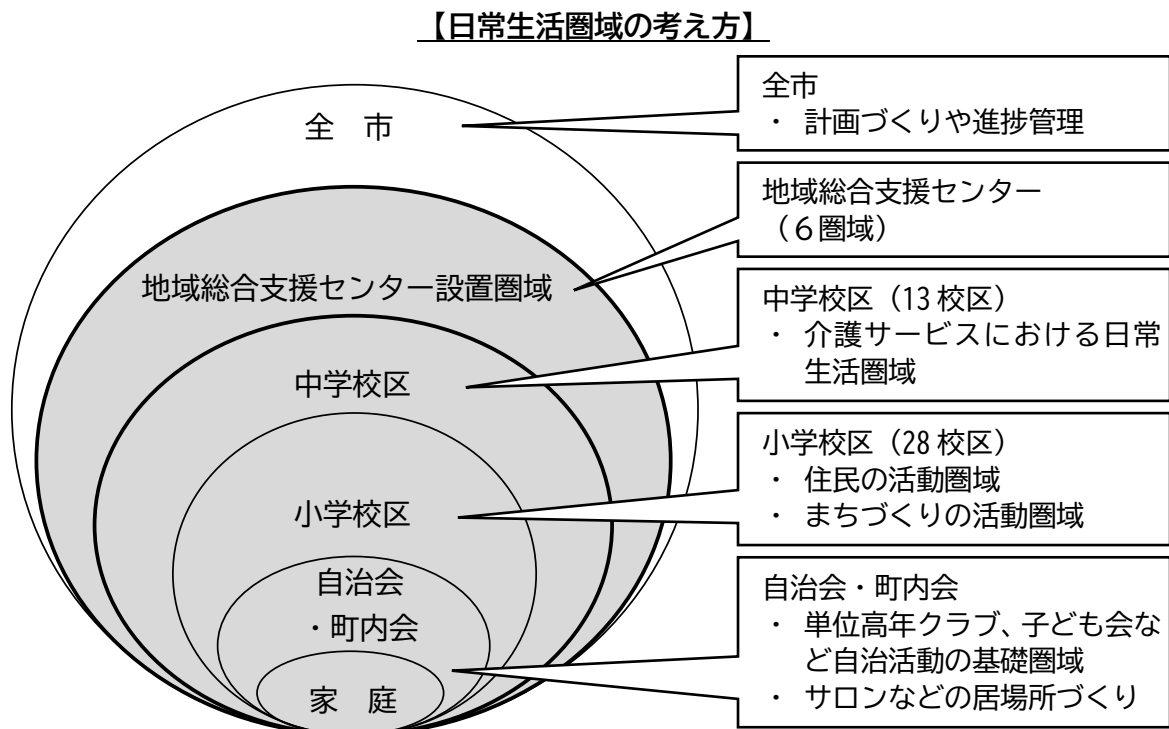 【日常生活圏域の考え方】
全　市
地域総合支援センター設置圏域
中学校区
小学校区
自治会
・町内会
家　庭
全市
・ 計画づくりや進捗管理
地域総合支援センター
（６圏域）
中学校区（13校区）
・ 介護サービスにおける日常
生活圏域
小学校区（28校区）
・ 住民の活動圏域
・ まちづくりの活動圏域
自治会・町内会
・ 単位高年クラブ、子ども会な
ど自治活動の基礎圏域
・ サロンなどの居場所づくり